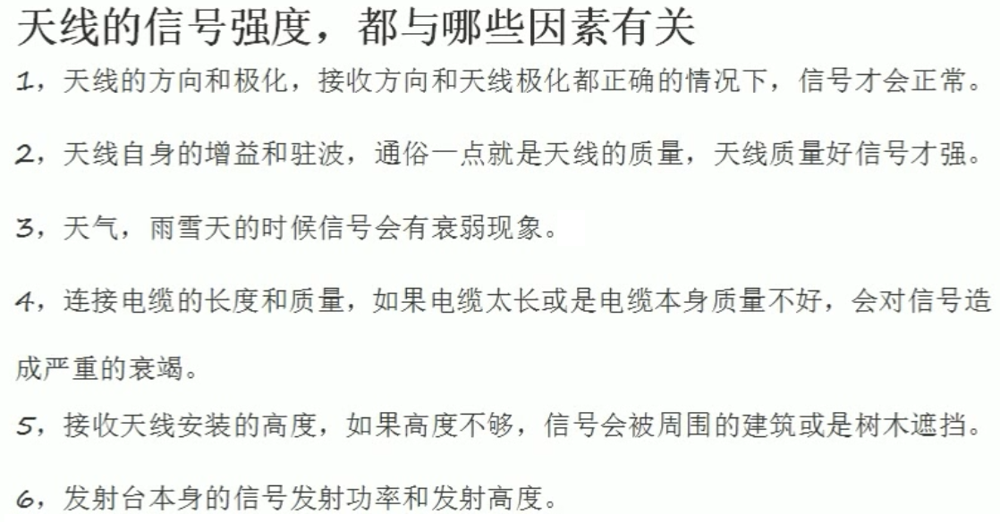 天线的信号强度，都与哪些因素有关
1，天线的方向和极化，接收方向和天线极化都正确的情况下，信号才会正常。
2，天线自身的增益和驻波，通俗一点就是天线的质量，天线质量好信号才强。
3，天气，雨雪天的时候信号会有衰弱现象。
4，连接电缆的长度和质量，如果电缆太长或是电缆本身质量不好，会对信号造
成严重的衰竭。
5，接收天线安装的高度，如果高度不够，信号会被周围的建筑或是树木遮挡。
6，发射台本身的信号发射功率和发射高度。